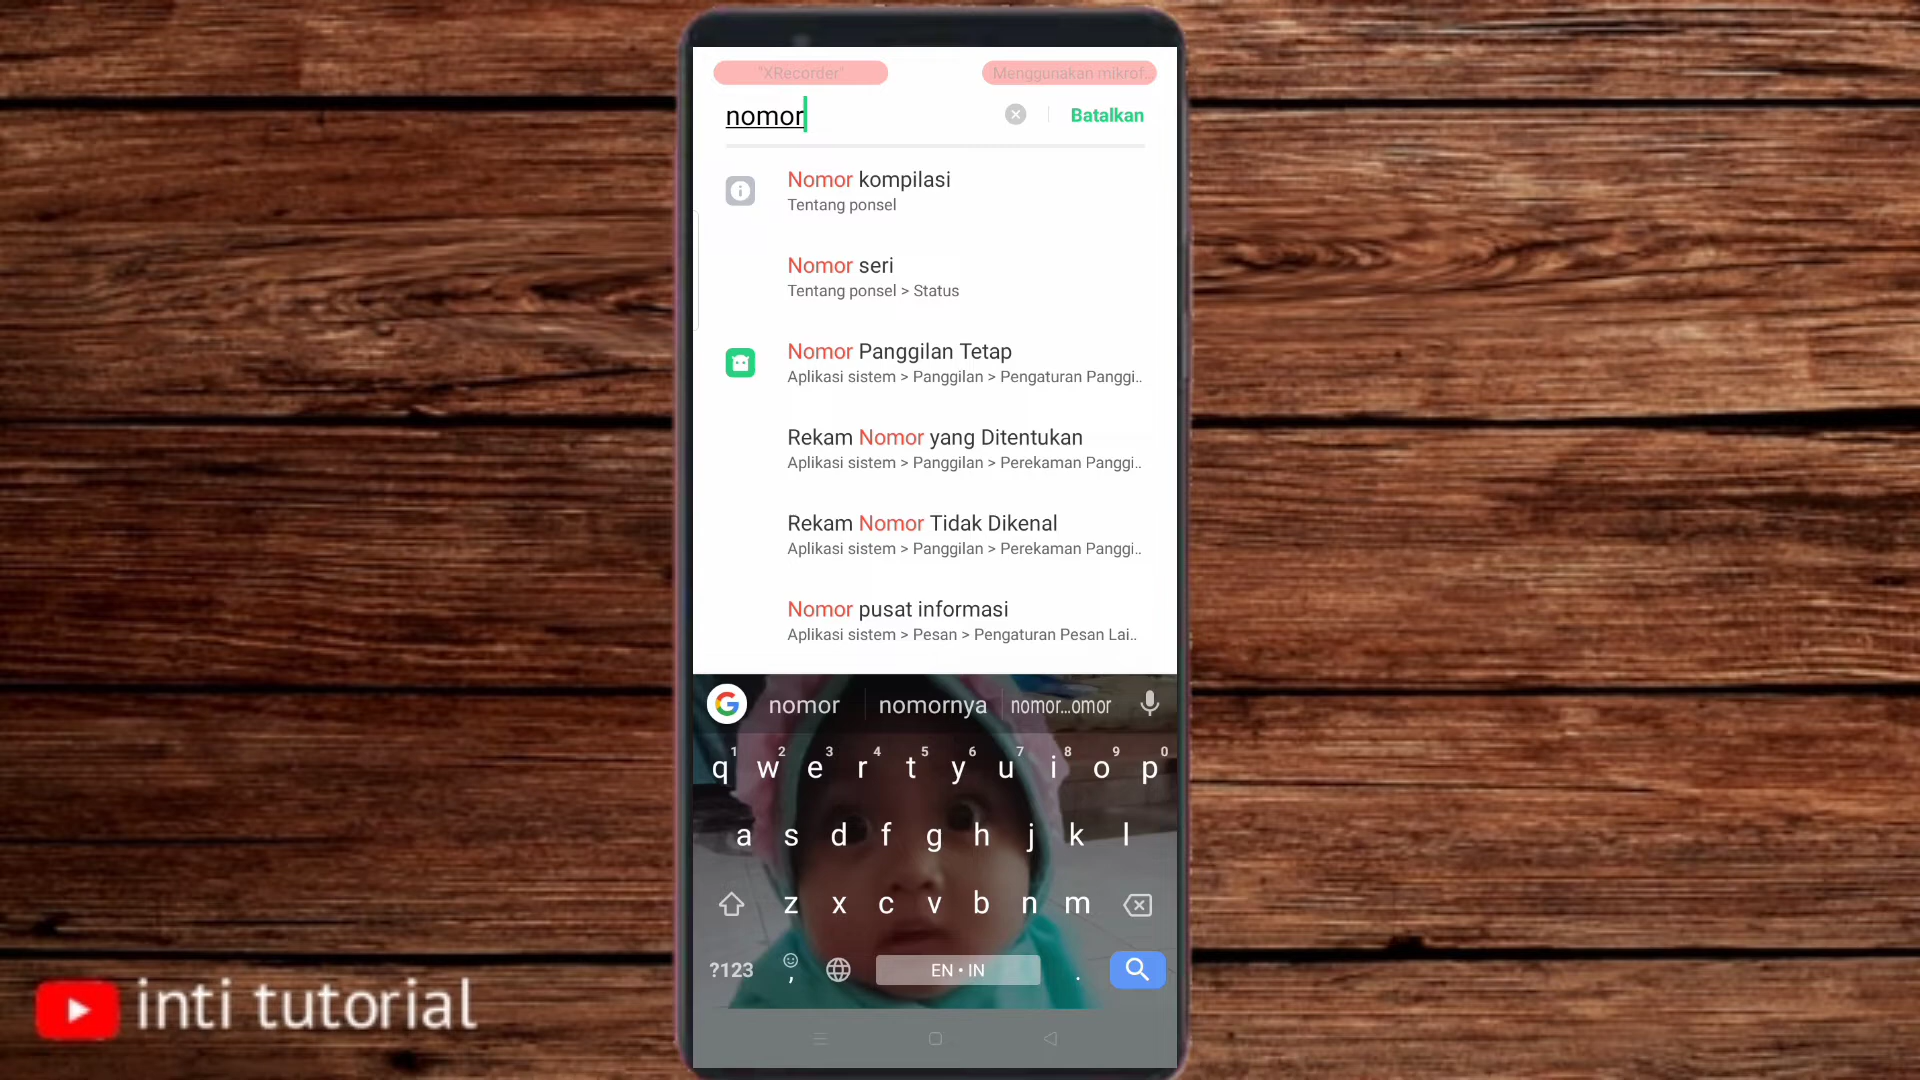 "XRecorder"
Menggunakan mikrof...
nomor
Batalkan
Nomor kompilasi
Tentang ponsel
Nomor seri
Tentang ponsel > Status
Nomor Panggilan Tetap
Aplikasi sistem > Panggilan > Pengaturan Panggi..
Rekam Nomor yang Ditentukan
Aplikasi sistem > Panggilan > Perekaman Panggi..
Rekam Nomor Tidak Dikenal
Aplikasi sistem > Panggilan > Perekaman Panggi..
Nomor pusat informasi
Aplikasi sistem > Pesan > Pengaturan Pesan Lai..
nomor nomornya nomor...omor
1 2 3 4 5 6 7 8 9 0
q w e r t y u i o p
a s d f g h j k l
z x c v b n m
?123 , EN • IN .
inti tutorial